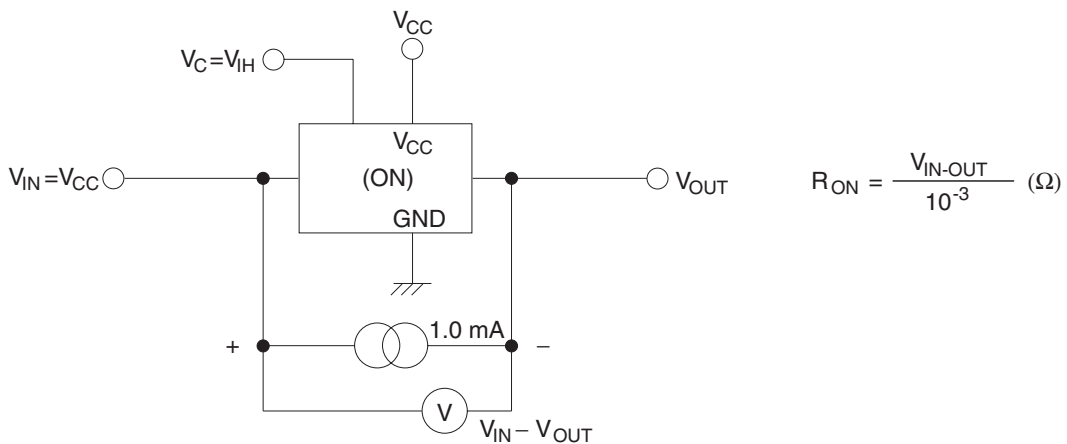 VCC
VC=VIH
VCC
VIN=VCC
(ON)
VOUT
RON = VIN-OUT / 10-3 (Ω)
GND
1.0 mA
+
–
V
VIN – VOUT